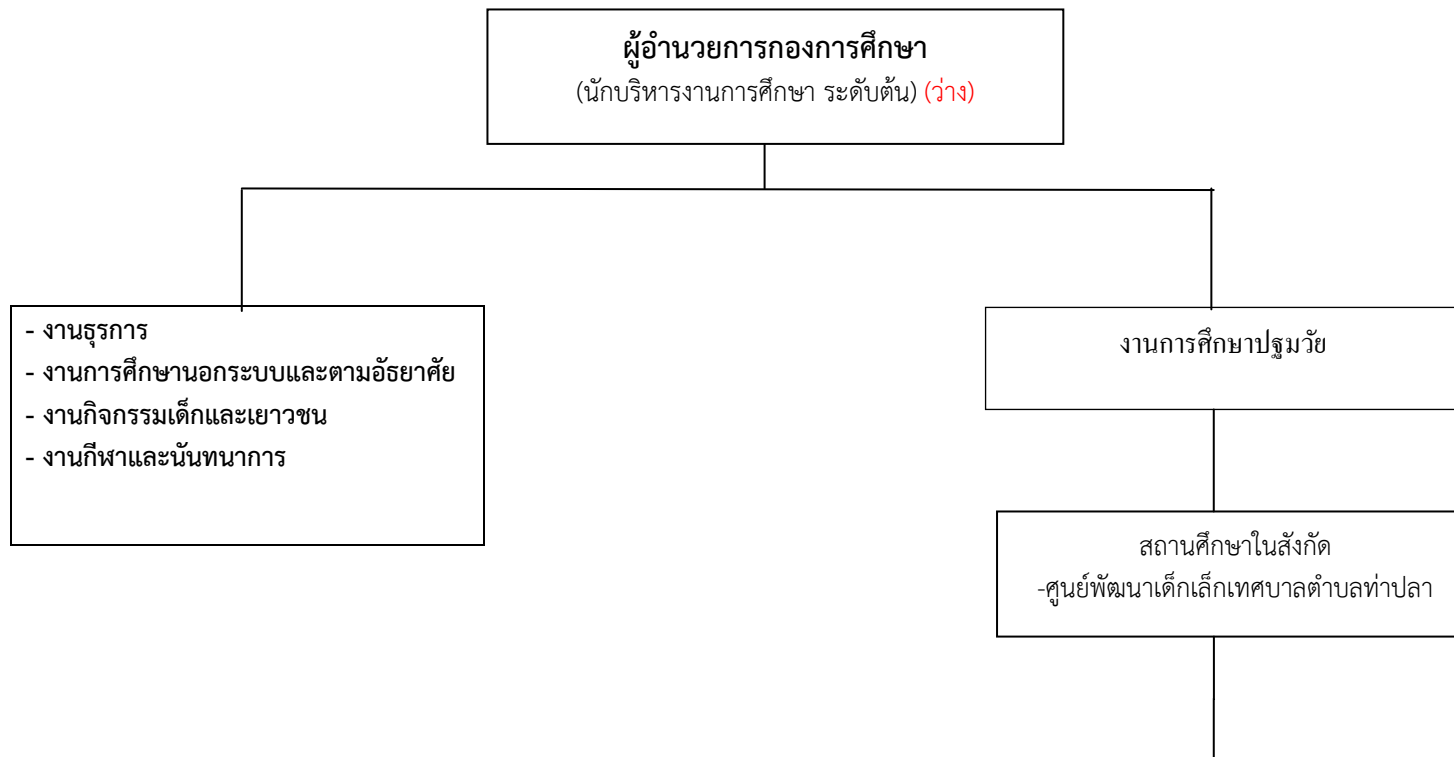 ผู้อำนวยการกองการศึกษา
(นักบริหารงานการศึกษา ระดับต้น) (ว่าง)
- งานธุรการ
- งานการศึกษานอกระบบและตามอัธยาศัย
- งานกิจกรรมเด็กและเยาวชน
- งานกีฬาและนันทนาการ
งานการศึกษาปฐมวัย
สถานศึกษาในสังกัด
-ศูนย์พัฒนาเด็กเล็กเทศบาลตำบลท่าปลา